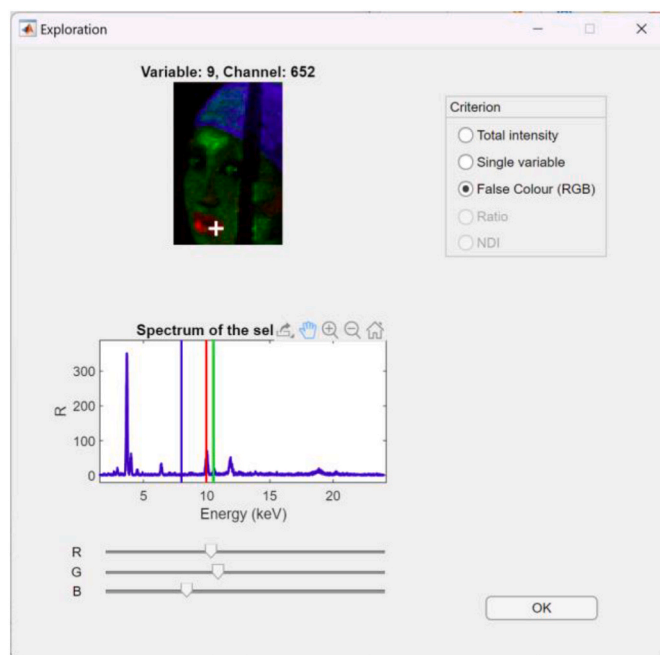 Exploration
Variable: 9, Channel: 652
Criterion
Total intensity
Single variable
False Colour (RGB)
Ratio
NDI
Spectrum of the sel
R
300
200
100
0
5
10
15
20
Energy (keV)
R
G
B
OK